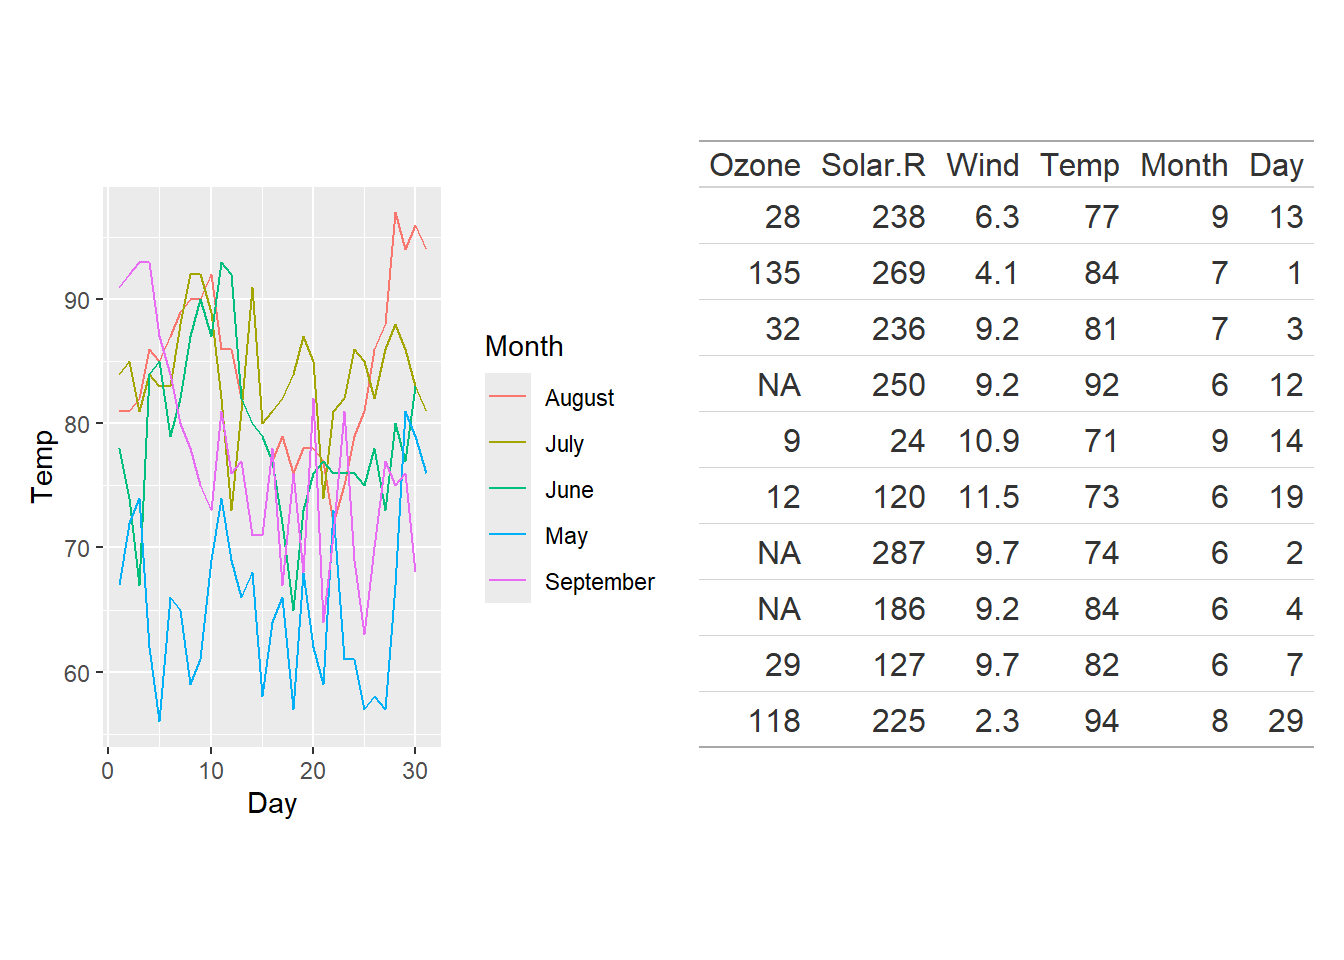 Temp
90
80
70
60
0 10 20 30
Day
Month
August
July
June
May
September
Ozone Solar.R Wind Temp Month Day
28 238 6.3 77 9 13
135 269 4.1 84 7 1
32 236 9.2 81 7 3
NA 250 9.2 92 6 12
9 24 10.9 71 9 14
12 120 11.5 73 6 19
NA 287 9.7 74 6 2
NA 186 9.2 84 6 4
29 127 9.7 82 6 7
118 225 2.3 94 8 29